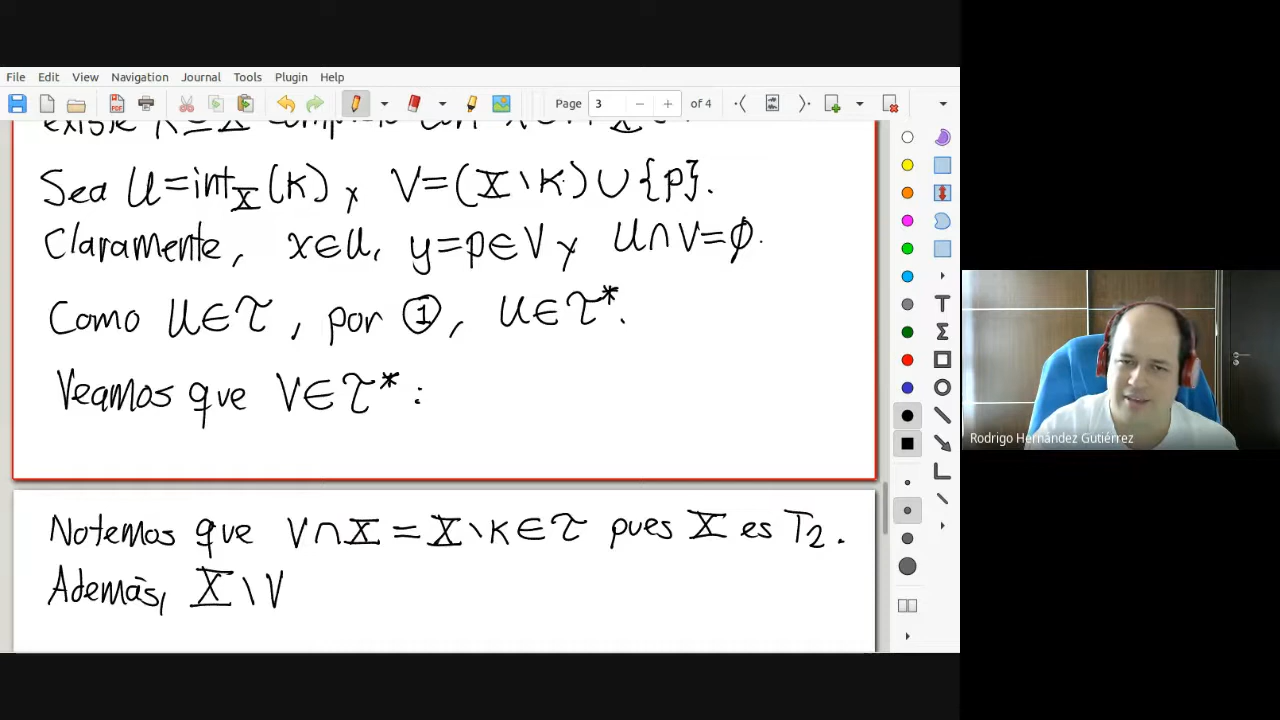 File Edit View Navigation Journal Tools Plugin Help
Page 3 of 4
existe K ⊆ X
Sea U = int_X(K) y V = (X \ K) ∪ {p}.
Claramente, x ∈ U, y = p ∈ V y U ∩ V = ∅.
Como U ∈ τ, por ①, U ∈ τ*.
Veamos que V ∈ τ*:
Notemos que V ∩ X = X \ K ∈ τ pues X es T₂.
Además, X \ V
Rodrigo Hernández Gutiérrez